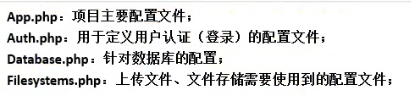 App.php：项目主要配置文件；
Auth.php：用于定义用户认证（登录）的配置文件；
Database.php：针对数据库的配置；
Filesystems.php：上传文件、文件存储需要使用到的配置文件；